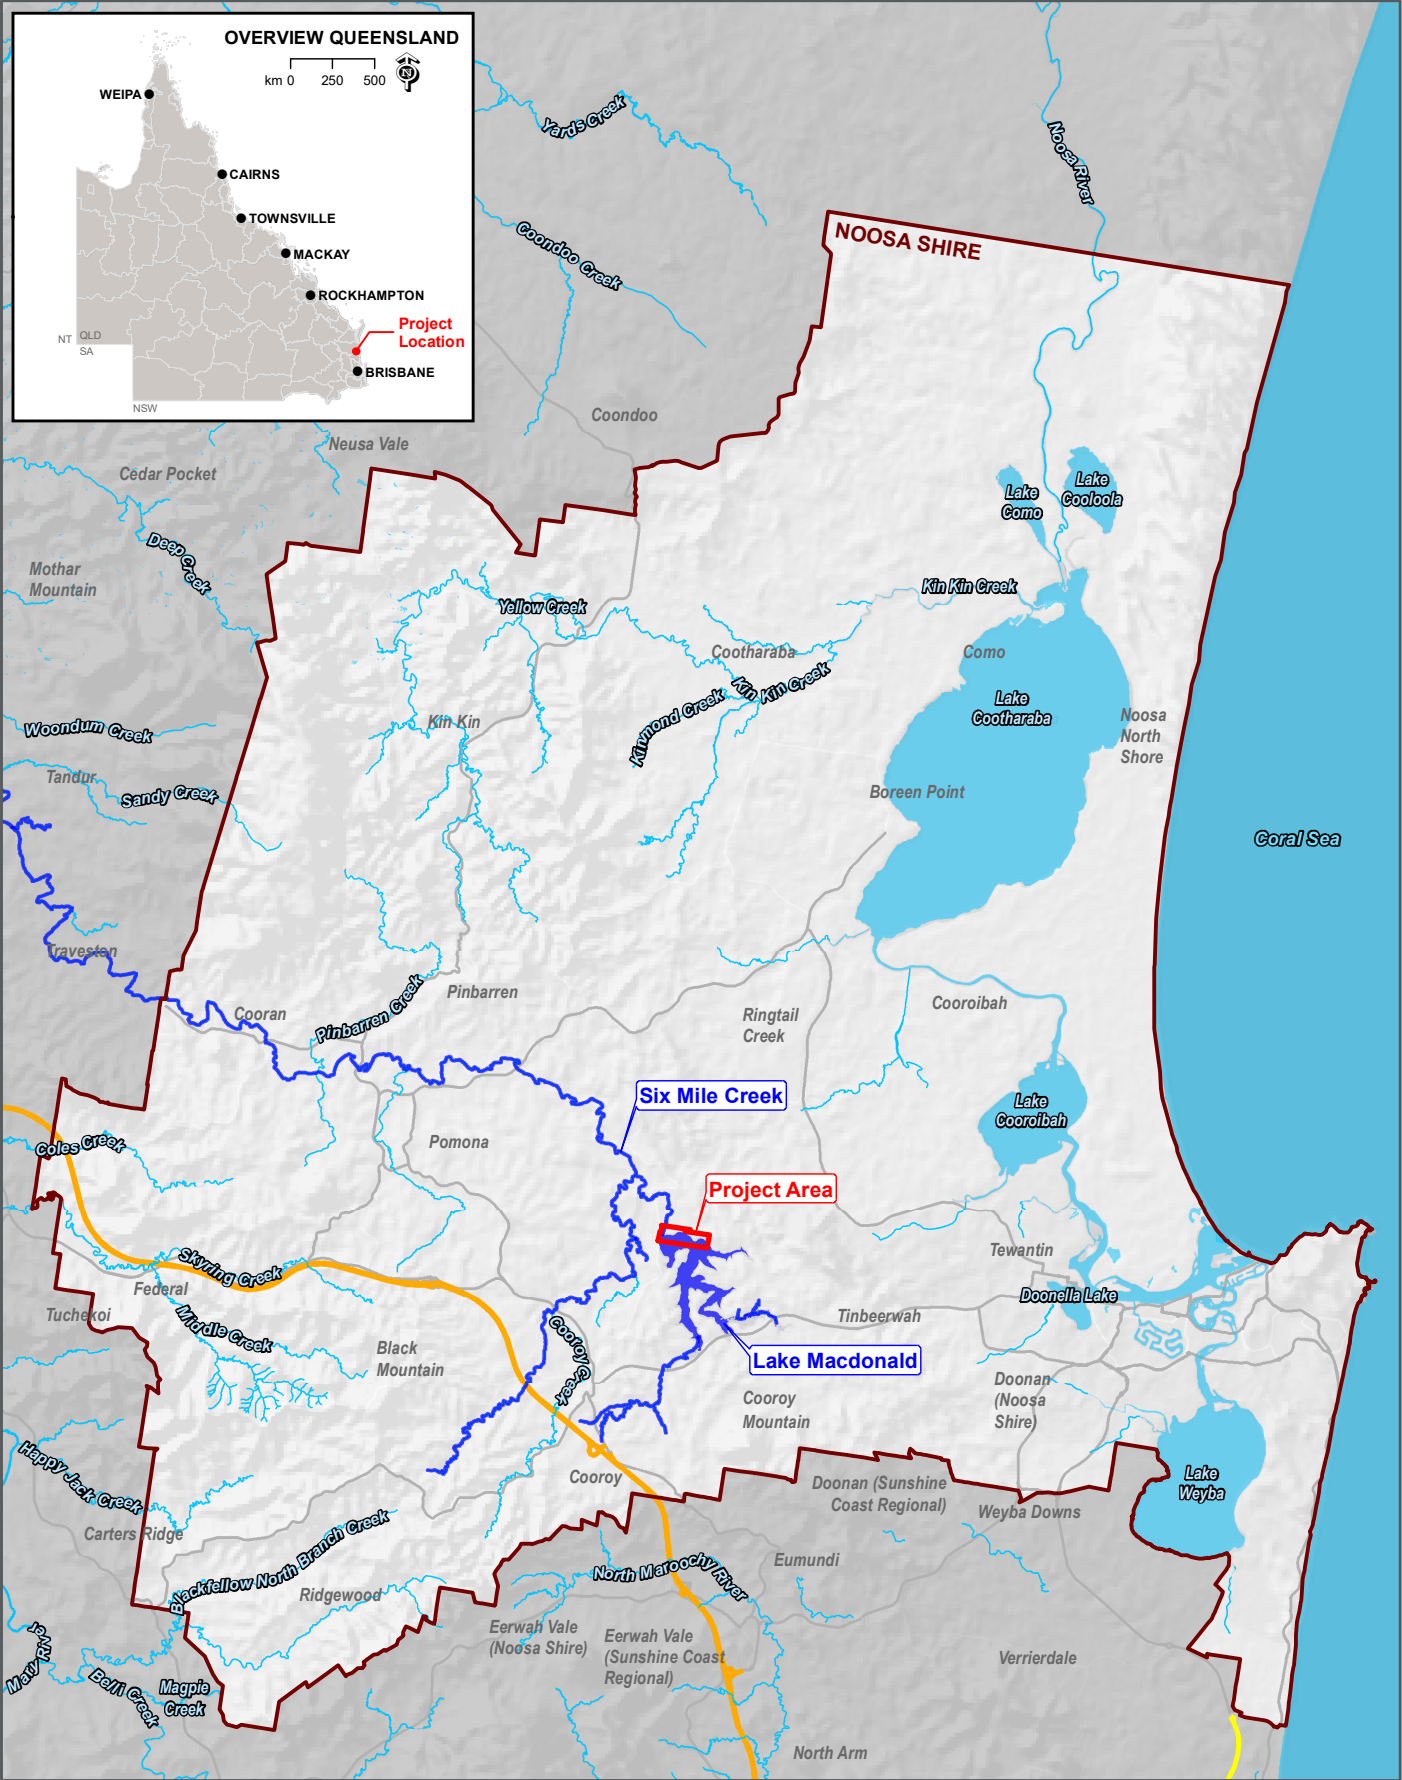 OVERVIEW QUEENSLAND
km 0 250 500
N
WEIPA
CAIRNS
TOWNSVILLE
MACKAY
ROCKHAMPTON
Project
Location
BRISBANE
NT
QLD
SA
NSW
Yards Creek
Noosa River
Coondoo Creek
NOOSA SHIRE
Coondoo
Neusa Vale
Cedar Pocket
Lake
Como
Lake
Cooloola
Deep Creek
Mothar
Mountain
Kin Kin Creek
Yellow Creek
Cootharaba
Como
Kin Kin Creek
Kinmond Creek
Lake
Cootharaba
Noosa
North
Shore
Kin Kin
Woondum Creek
Tandur
Sandy Creek
Boreen Point
Coral Sea
Traveston
Pinbarren
Pinbarren Creek
Cooran
Ringtail
Creek
Cooroibah
Six Mile Creek
Lake
Cooroibah
Coles Creek
Pomona
Project Area
Tewantin
Skyring Creek
Federal
Doonella Lake
Tuchekoi
Middle Creek
Tinbeerwah
Black
Mountain
Cooroy Creek
Lake Macdonald
Cooroy
Mountain
Doonan
(Noosa
Shire)
Happy Jack Creek
Cooroy
Doonan (Sunshine
Coast Regional)
Lake
Weyba
Weyba Downs
Carters Ridge
Blackfellow North Branch Creek
Eumundi
North Maroochy River
Ridgewood
Eerwah Vale
(Noosa Shire)
Eerwah Vale
(Sunshine Coast
Regional)
Verrierdale
Mary River
Belli Creek
Magpie
Creek
North Arm